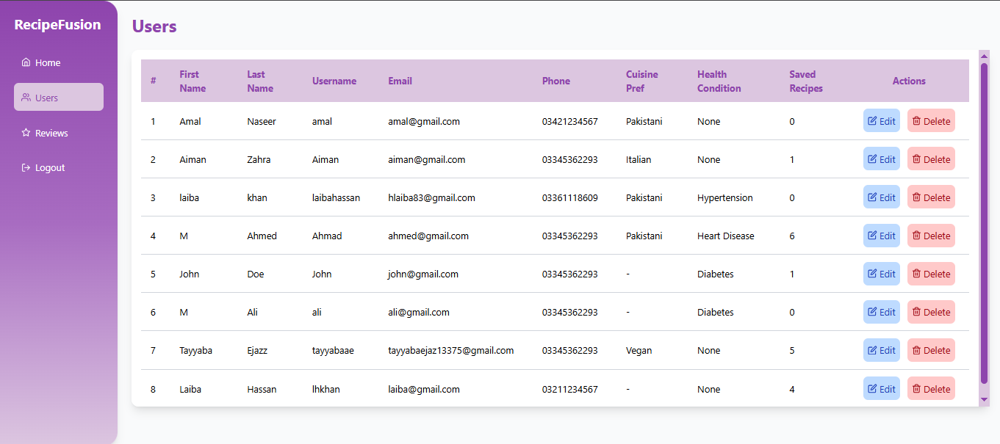 RecipeFusion
Home
Users
Reviews
Logout
Users
# First Name Last Name Username Email Phone Cuisine Pref Health Condition Saved Recipes Actions
1 Amal Naseer amal amal@gmail.com 03421234567 Pakistani None 0 Edit Delete
2 Aiman Zahra Aiman aiman@gmail.com 03345362293 Italian None 1 Edit Delete
3 laiba khan laibahassan hlaiba83@gmail.com 03361118609 Pakistani Hypertension 0 Edit Delete
4 M Ahmed Ahmad ahmed@gmail.com 03345362293 Pakistani Heart Disease 6 Edit Delete
5 John Doe John john@gmail.com 03345362293 - Diabetes 1 Edit Delete
6 M Ali ali ali@gmail.com 03345362293 - Diabetes 0 Edit Delete
7 Tayyaba Ejazz tayyabaae tayyabaejaz13375@gmail.com 03345362293 Vegan None 5 Edit Delete
8 Laiba Hassan lhkhan laiba@gmail.com 03211234567 - None 4 Edit Delete